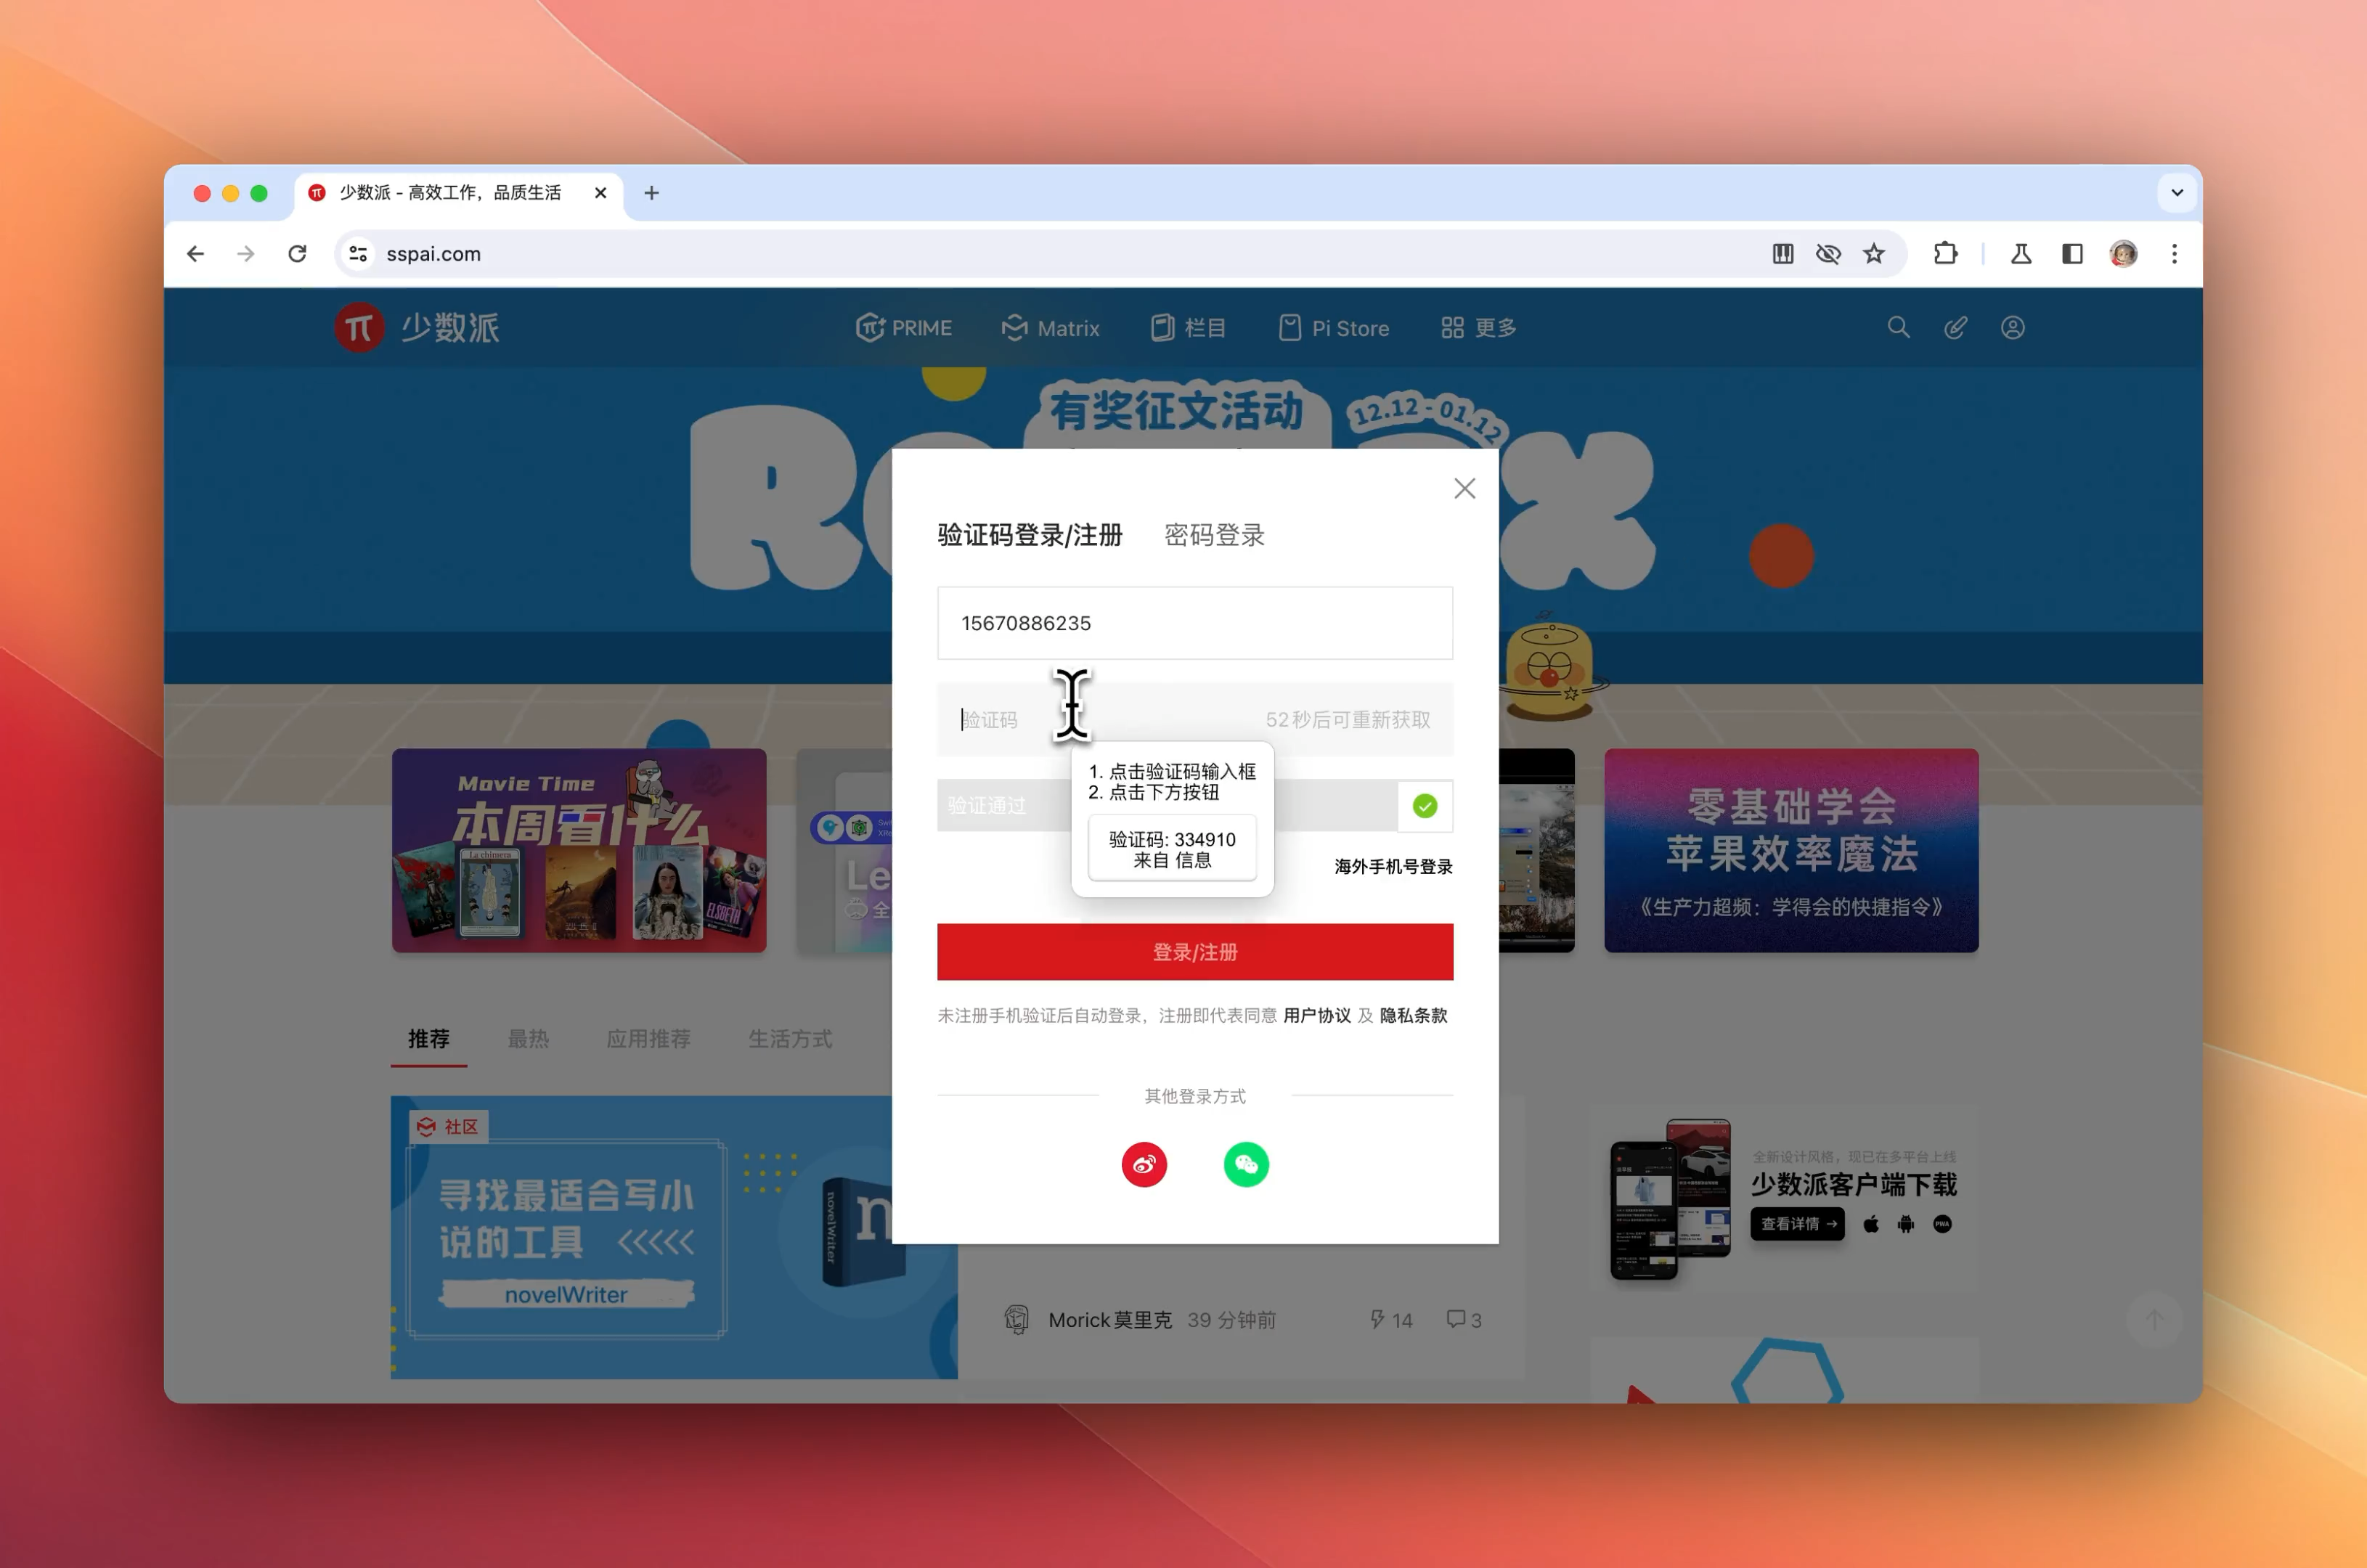 少数派 - 高效工作，品质生活
sspai.com
少数派
PRIME
Matrix
栏目
Pi Store
更多
有奖征文活动
12.12 - 01.12
验证码登录/注册
密码登录
15670886235
验证码
52 秒后可重新获取
1. 点击验证码输入框
2. 点击下方按钮
验证码: 334910
来自 信息
验证通过
海外手机号登录
登录/注册
未注册手机验证后自动登录，注册即代表同意 用户协议 及 隐私条款
其他登录方式
Movie Time
本周看什么
La chimera
零基础学会
苹果效率魔法
《生产力超频：学得会的快捷指令》
推荐
最热
应用推荐
生活方式
社区
寻找最适合写小
说的工具
novelWriter
novelWriter
Morick莫里克
39 分钟前
14
3
全新设计风格，现已在多平台上线
少数派客户端下载
查看详情 →
PWA